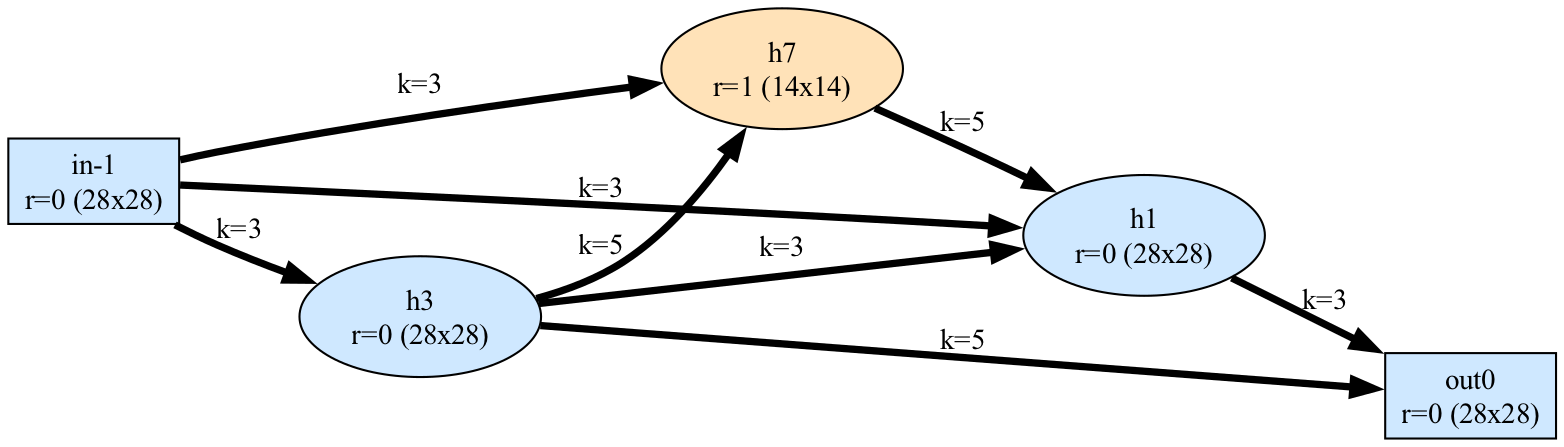 h7
r=1 (14x14)
k=3
k=5
in-1
r=0 (28x28)
k=3
k=3
k=5
k=3
h1
r=0 (28x28)
h3
r=0 (28x28)
k=5
k=3
out0
r=0 (28x28)